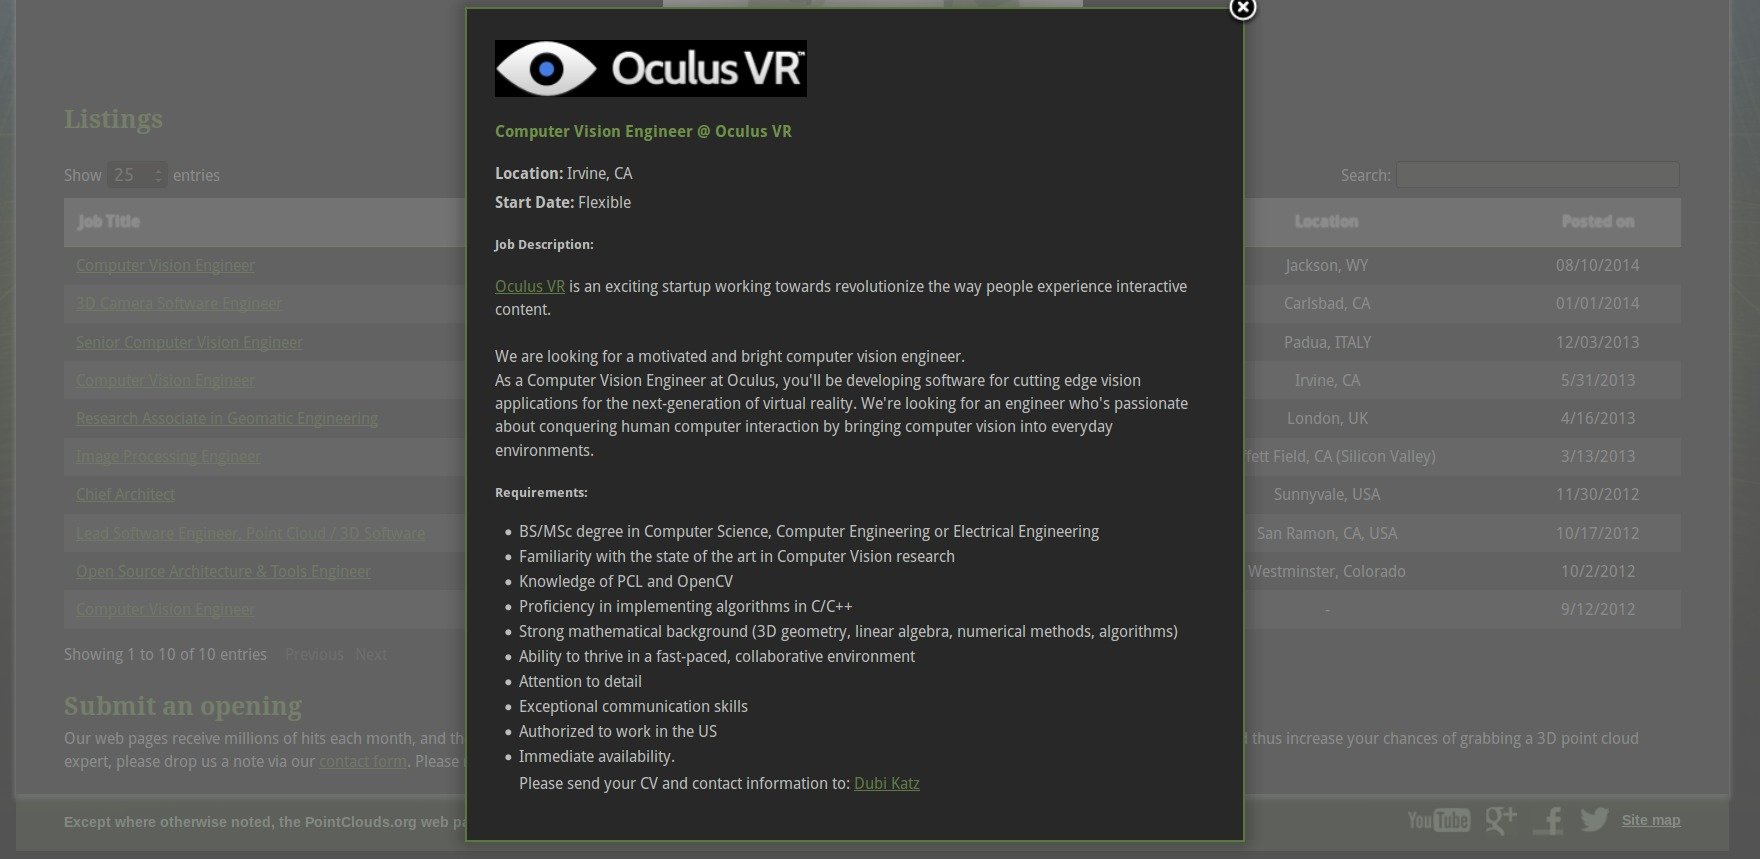 Oculus VR™
Computer Vision Engineer @ Oculus VR
Location: Irvine, CA
Start Date: Flexible
Job Description:
Oculus VR is an exciting startup working towards revolutionize the way people experience interactive
content.
We are looking for a motivated and bright computer vision engineer.
As a Computer Vision Engineer at Oculus, you'll be developing software for cutting edge vision
applications for the next-generation of virtual reality. We're looking for an engineer who's passionate
about conquering human computer interaction by bringing computer vision into everyday
environments.
Requirements:
• BS/MSc degree in Computer Science, Computer Engineering or Electrical Engineering
• Familiarity with the state of the art in Computer Vision research
• Knowledge of PCL and OpenCV
• Proficiency in implementing algorithms in C/C++
• Strong mathematical background (3D geometry, linear algebra, numerical methods, algorithms)
• Ability to thrive in a fast-paced, collaborative environment
• Attention to detail
• Exceptional communication skills
• Authorized to work in the US
• Immediate availability.
Please send your CV and contact information to: Dubi Katz
Listings
Show 25 entries
Search:
Job Title Location Posted on
Computer Vision Engineer Jackson, WY 08/10/2014
3D Camera Software Engineer Carlsbad, CA 01/01/2014
Senior Computer Vision Engineer Padua, ITALY 12/03/2013
Computer Vision Engineer Irvine, CA 5/31/2013
Research Associate in Geomatic Engineering London, UK 4/16/2013
Image Processing Engineer Field, CA (Silicon Valley) 3/13/2013
Chief Architect Sunnyvale, USA 11/30/2012
Lead Software Engineer, Point Cloud / 3D Software San Ramon, CA, USA 10/17/2012
Open Source Architecture & Tools Engineer Westminster, Colorado 10/2/2012
Computer Vision Engineer - 9/12/2012
Showing 1 to 10 of 10 entries Previous Next
Submit an opening
Our web pages receive millions of hits each month, and thus increase your chances of grabbing a 3D point cloud
expert, please drop us a note via our contact form. Please
Except where otherwise noted, the PointClouds.org web
YouTube g+ f Site map